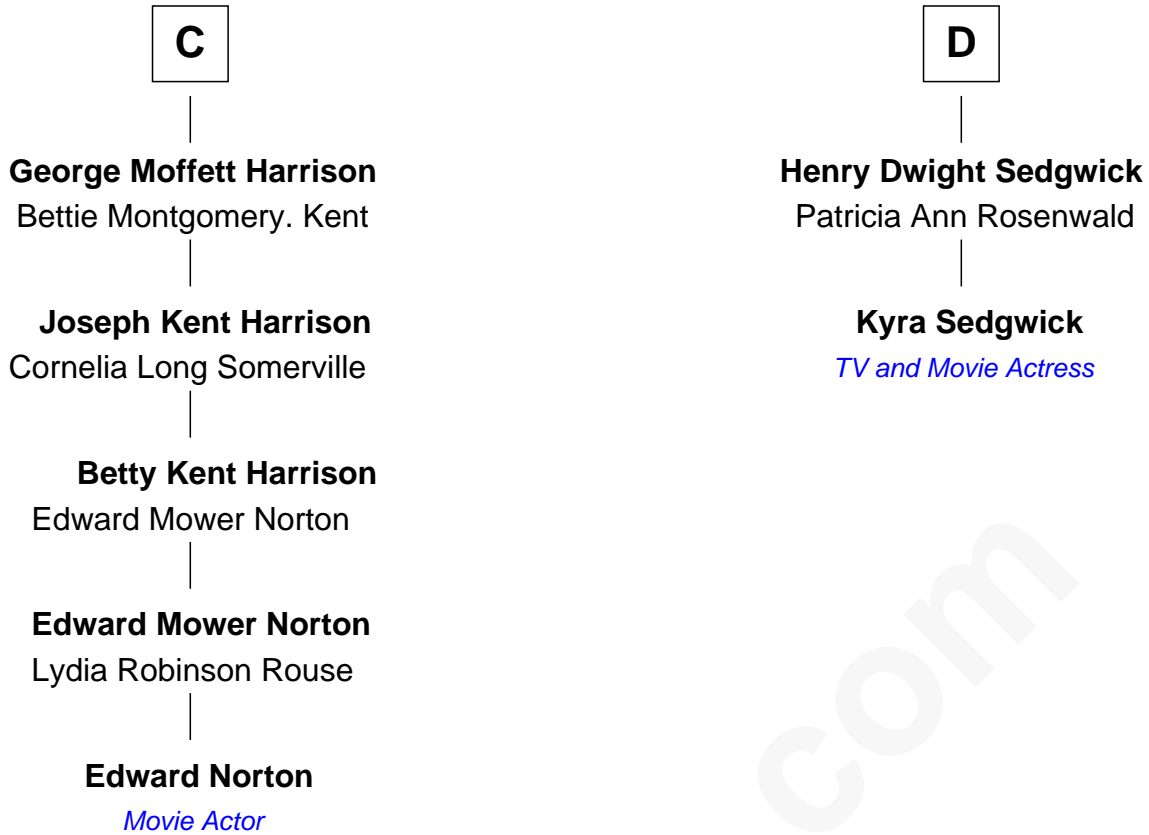 C
George Moffett Harrison
Bettie Montgomery. Kent
Joseph Kent Harrison
Cornelia Long Somerville
Betty Kent Harrison
Edward Mower Norton
Edward Mower Norton
Lydia Robinson Rouse
Edward Norton
Movie Actor
D
Henry Dwight Sedgwick
Patricia Ann Rosenwald
Kyra Sedgwick
TV and Movie Actress
com